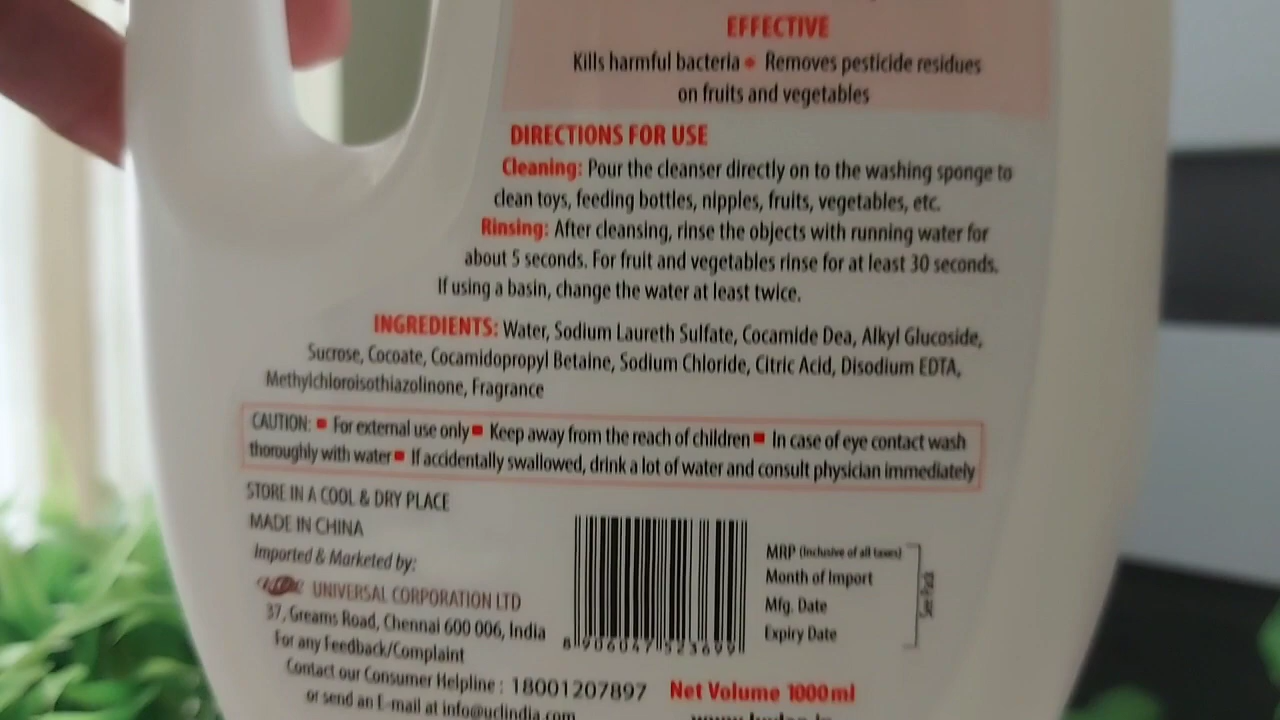 EFFECTIVE
Kills harmful bacteria • Removes pesticide residues
on fruits and vegetables
DIRECTIONS FOR USE
Cleaning: Pour the cleanser directly on to the washing sponge to
clean toys, feeding bottles, nipples, fruits, vegetables, etc.
Rinsing: After cleansing, rinse the objects with running water for
about 5 seconds. For fruit and vegetables rinse for at least 30 seconds.
If using a basin, change the water at least twice.
INGREDIENTS: Water, Sodium Laureth Sulfate, Cocamide Dea, Alkyl Glucoside,
Sucrose, Cocoate, Cocamidopropyl Betaine, Sodium Chloride, Citric Acid, Disodium EDTA,
Methylchloroisothiazolinone, Fragrance
CAUTION: ▪ For external use only ▪ Keep away from the reach of children ▪ In case of eye contact wash
thoroughly with water ▪ If accidentally swallowed, drink a lot of water and consult physician immediately
STORE IN A COOL & DRY PLACE
MADE IN CHINA
Imported & Marketed by:
UNIVERSAL CORPORATION LTD
37, Greams Road, Chennai 600 006, India
For any Feedback/Complaint
Contact our Consumer Helpline : 18001207897
or send an E-mail at info@uclindia.com
8 906047 523699
MRP (Inclusive of all taxes)
Month of Import
Mfg. Date
Expiry Date
See Pack
Net Volume 1000ml